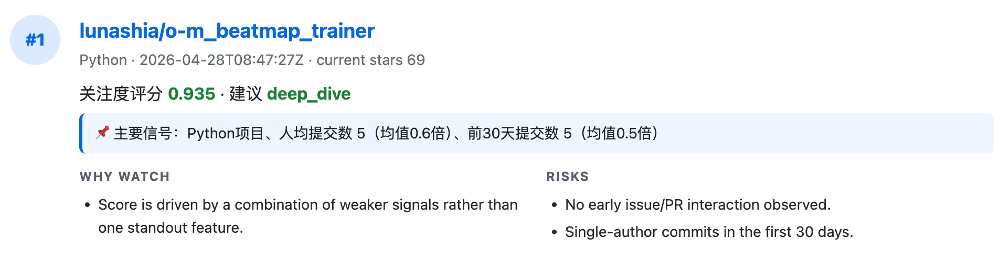 #1
lunashia/o-m_beatmap_trainer
Python · 2026-04-28T08:47:27Z · current stars 69
关注度评分 0.935 · 建议 deep_dive
📌 主要信号：Python项目、人均提交数 5（均值0.6倍）、前30天提交数 5（均值0.5倍）
WHY WATCH
• Score is driven by a combination of weaker signals rather than
one standout feature.
RISKS
• No early issue/PR interaction observed.
• Single-author commits in the first 30 days.